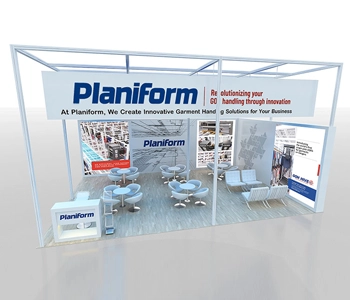 Planiform
Revolutionizing your
GOH handling through innovation
At Planiform, We Create Innovative Garment Handling Solutions for Your Business
Planiform
Planiform